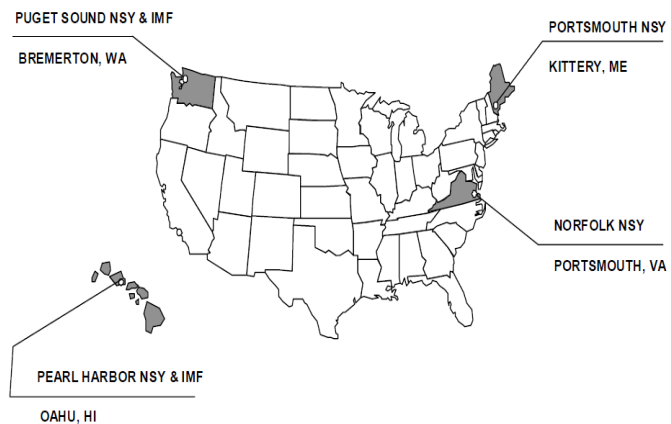 PUGET SOUND NSY & IMF
BREMERTON, WA
PORTSMOUTH NSY
KITTERY, ME
NORFOLK NSY
PORTSMOUTH, VA
PEARL HARBOR NSY & IMF
OAHU, HI